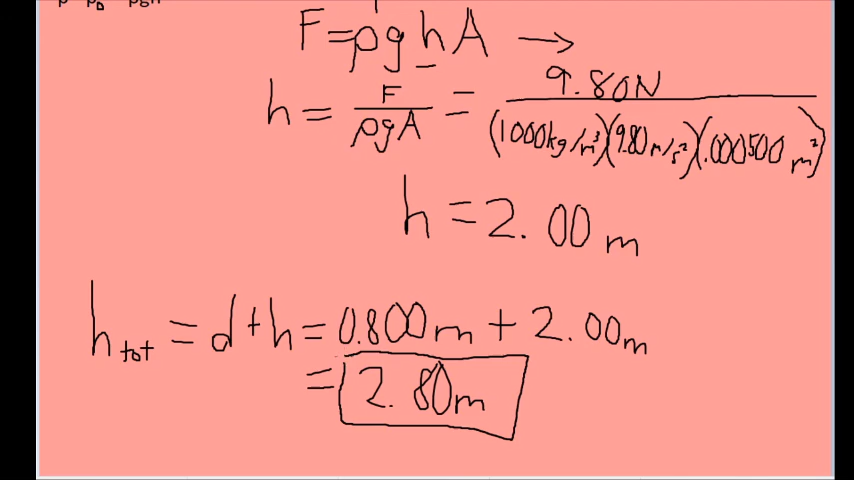 F=ρghA →
h = F/ρgA = 9.80N/(1000kg/m³)(9.80m/s²)(.000500 m²)
h = 2.00 m
h tot = d+h = 0.800m + 2.00m
= 2.80m